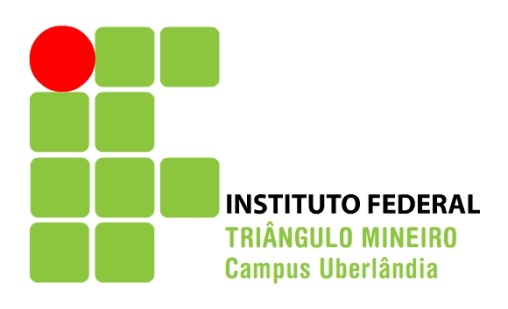 INSTITUTO FEDERAL
TRIÂNGULO MINEIRO
Campus Uberlândia